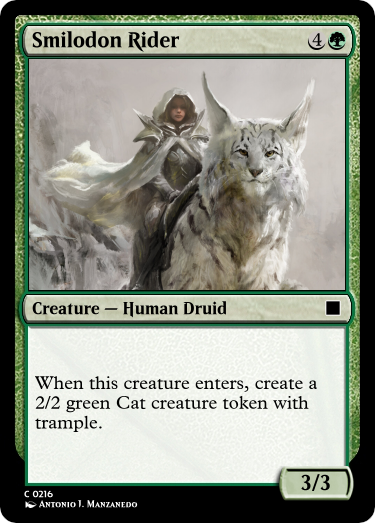 Smilodon Rider 4
Creature — Human Druid
When this creature enters, create a
2/2 green Cat creature token with
trample.
3/3
C 0216
Antonio J. Manzanedo